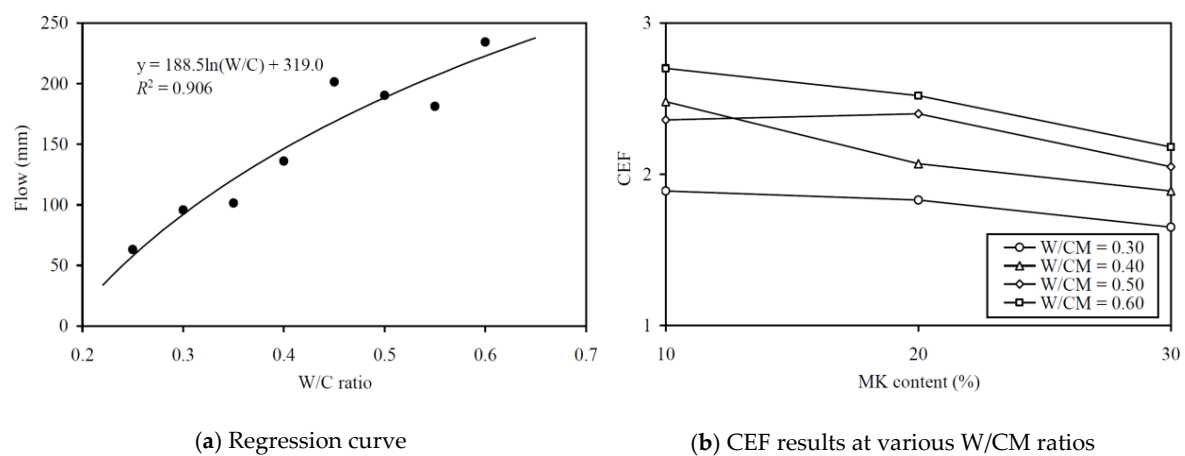 250
200
150
100
50
0
Flow (mm)
y = 188.5ln(W/C) + 319.0
R² = 0.906
0.2 0.3 0.4 0.5 0.6 0.7
W/C ratio
(a) Regression curve
3
2
1
CEF
W/CM = 0.30
W/CM = 0.40
W/CM = 0.50
W/CM = 0.60
10 20 30
MK content (%)
(b) CEF results at various W/CM ratios